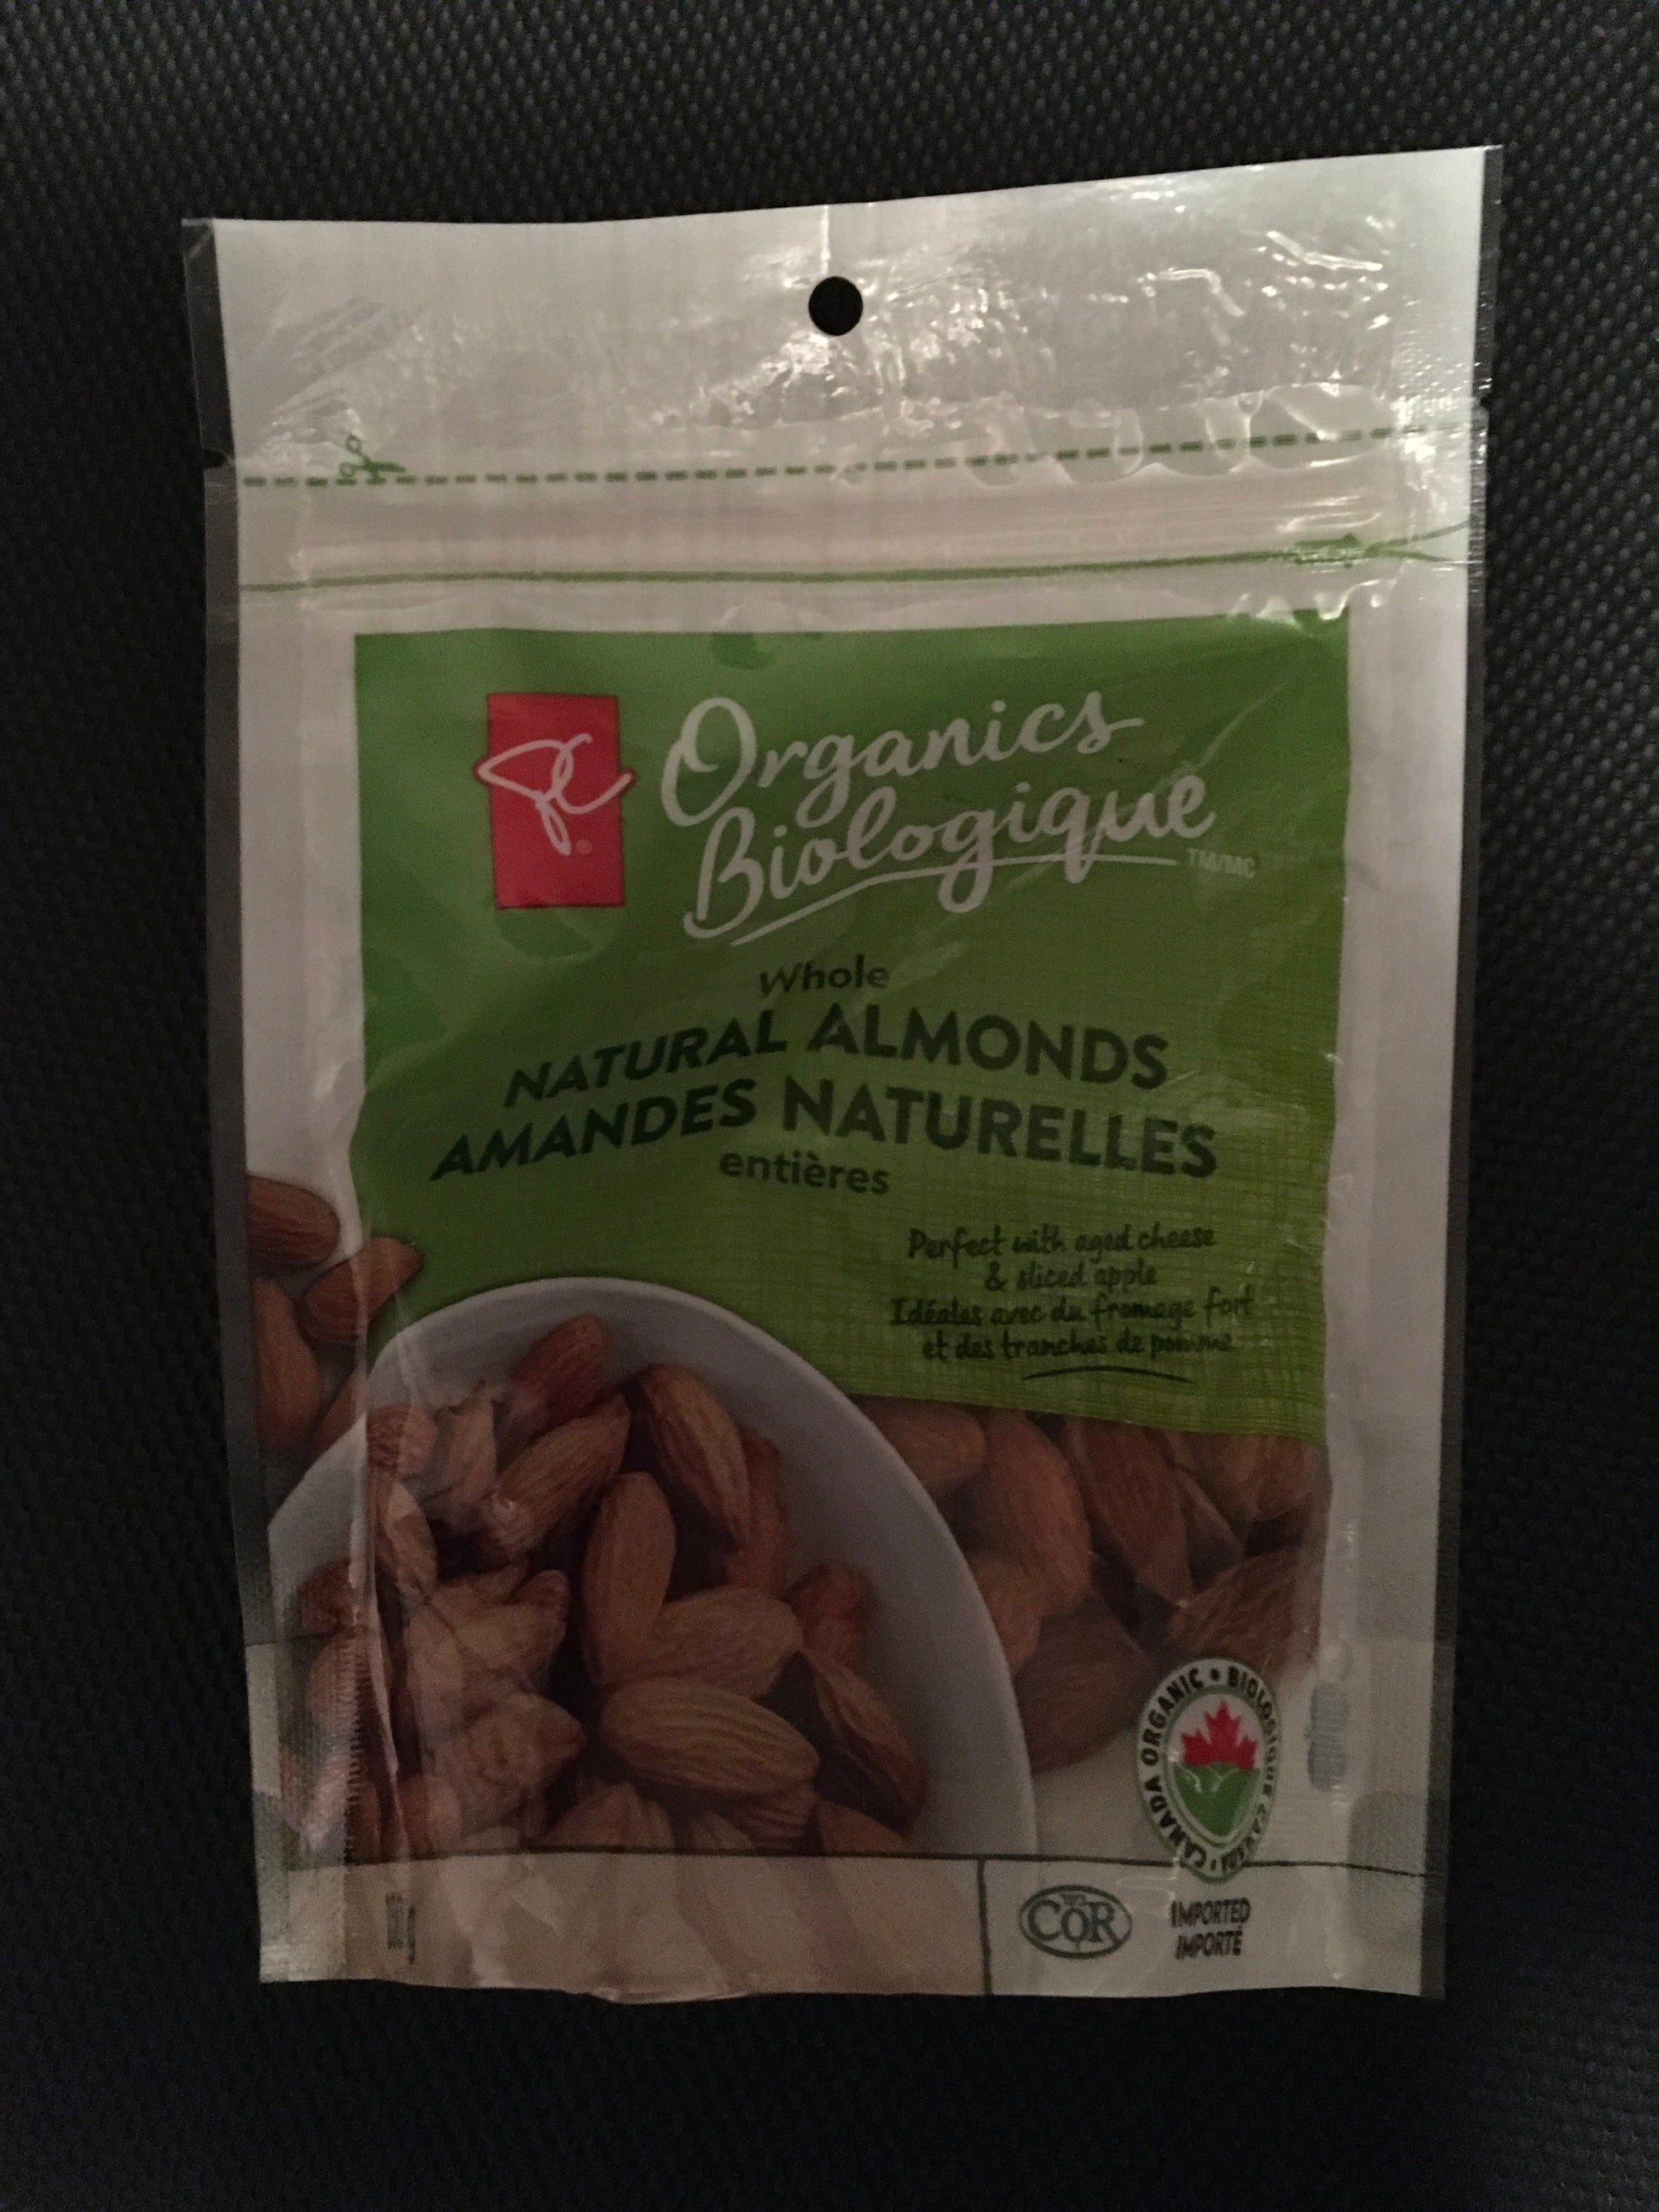 PC®
Organics
Biologique
TM/MC
Whole
NATURAL ALMONDS
AMANDES NATURELLES
entières
Perfect with aged cheese
& sliced apple
Idéales avec du fromage fort
et des tranches de pomme
CANADA ORGANIC • BIOLOGIQUE CANADA •
g
COR
IMPORTED
IMPORTÉ